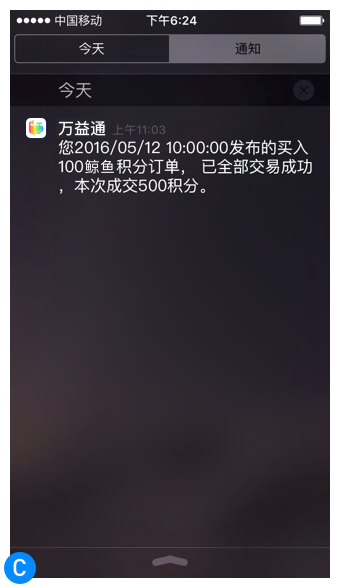 中国移动 下午6:24
今天 通知
今天
万益通 上午11:03
您2016/05/12 10:00:00发布的买入
100鲸鱼积分订单， 已全部交易成功
，本次成交500积分。
C